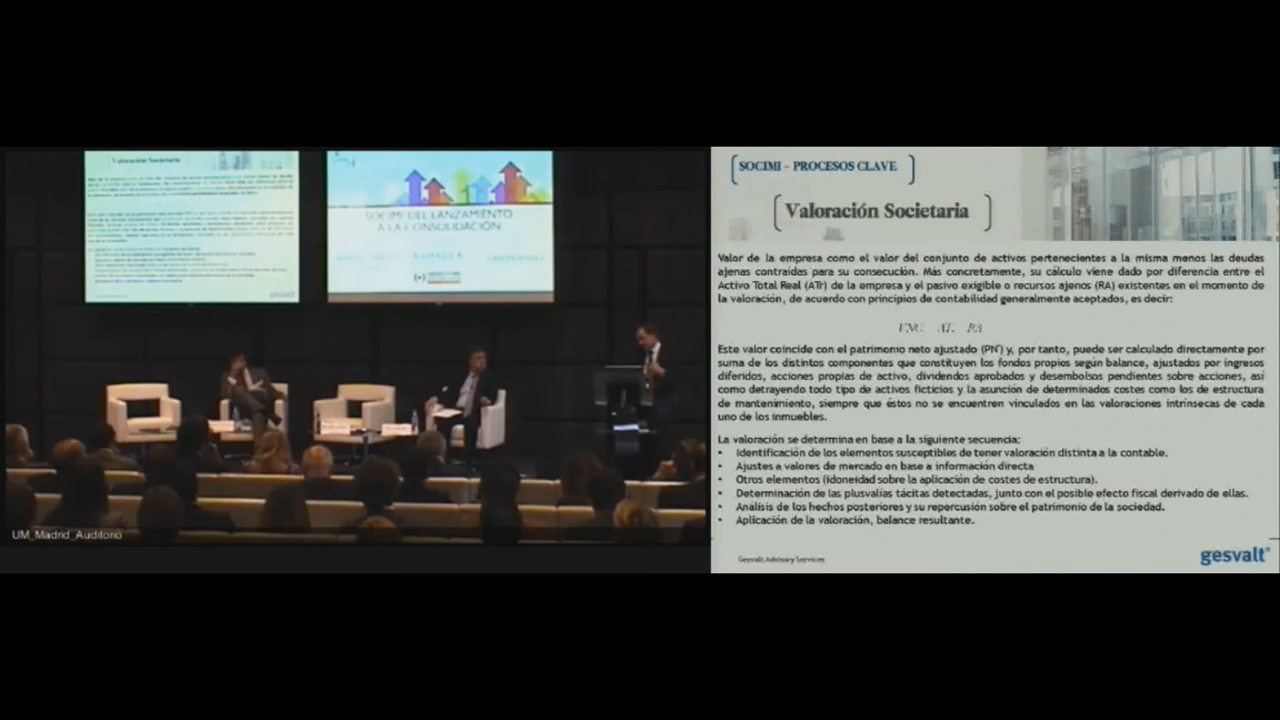 Valoración Societaria
SOCIMI DEL LANZAMIENTO
A LA CONSOLIDACIÓN
UM_Madrid_Auditorio
SOCIMI – PROCESOS CLAVE
Valoración Societaria
Valor de la empresa como el valor del conjunto de activos pertenecientes a la misma menos las deudas
ajenas contraídas para su consecución. Más concretamente, su cálculo viene dado por diferencia entre el
Activo Total Real (ATr) de la empresa y el pasivo exigible o recursos ajenos (RA) existentes en el momento de
la valoración, de acuerdo con principios de contabilidad generalmente aceptados, es decir:
Este valor coincide con el patrimonio neto ajustado (PN') y, por tanto, puede ser calculado directamente por
suma de los distintos componentes que constituyen los fondos propios según balance, ajustados por ingresos
diferidos, acciones propias de activo, dividendos aprobados y desembolsos pendientes sobre acciones, así
como detrayendo todo tipo de activos ficticios y la asunción de determinados costes como los de estructura
de mantenimiento, siempre que éstos no se encuentren vinculados en las valoraciones intrínsecas de cada
uno de los inmuebles.
La valoración se determina en base a la siguiente secuencia:
• Identificación de los elementos susceptibles de tener valoración distinta a la contable.
• Ajustes a valores de mercado en base a información directa
• Otros elementos (idoneidad sobre la aplicación de costes de estructura).
• Determinación de las plusvalías tácitas detectadas, junto con el posible efecto fiscal derivado de ellas.
• Análisis de los hechos posteriores y su repercusión sobre el patrimonio de la sociedad.
• Aplicación de la valoración, balance resultante.
Gesvalt Advisory Services
gesvalt®